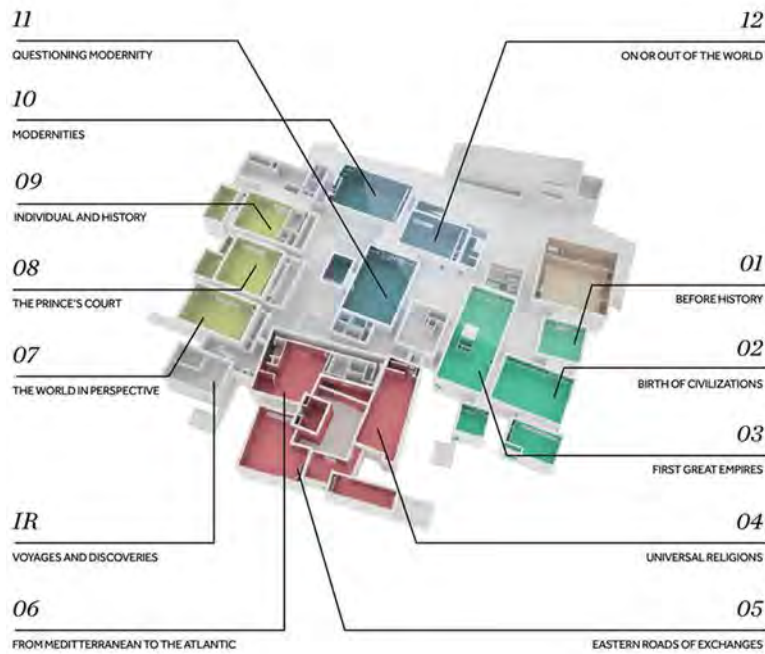 11
QUESTIONING MODERNITY
10
MODERNITIES
09
INDIVIDUAL AND HISTORY
08
THE PRINCE'S COURT
07
THE WORLD IN PERSPECTIVE
IR
VOYAGES AND DISCOVERIES
06
FROM MEDITTERRANEAN TO THE ATLANTIC
12
ON OR OUT OF THE WORLD
01
BEFORE HISTORY
02
BIRTH OF CIVILIZATIONS
03
FIRST GREAT EMPIRES
04
UNIVERSAL RELIGIONS
05
EASTERN ROADS OF EXCHANGES